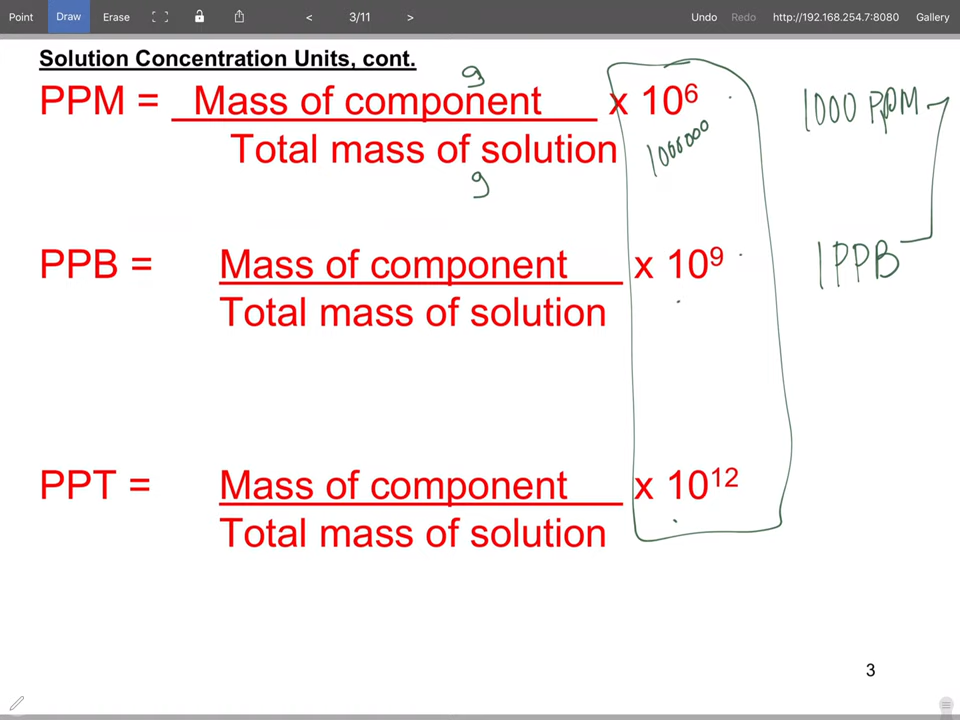 Point Draw Erase < 3/11 > Undo Redo http://192.168.254.7:8080 Gallery
Solution Concentration Units, cont.
g
PPM = Mass of component x 10⁶ 1000 PPM
Total mass of solution 1000000
g
PPB = Mass of component x 10⁹ 1PPB
Total mass of solution
PPT = Mass of component x 10¹²
Total mass of solution
3